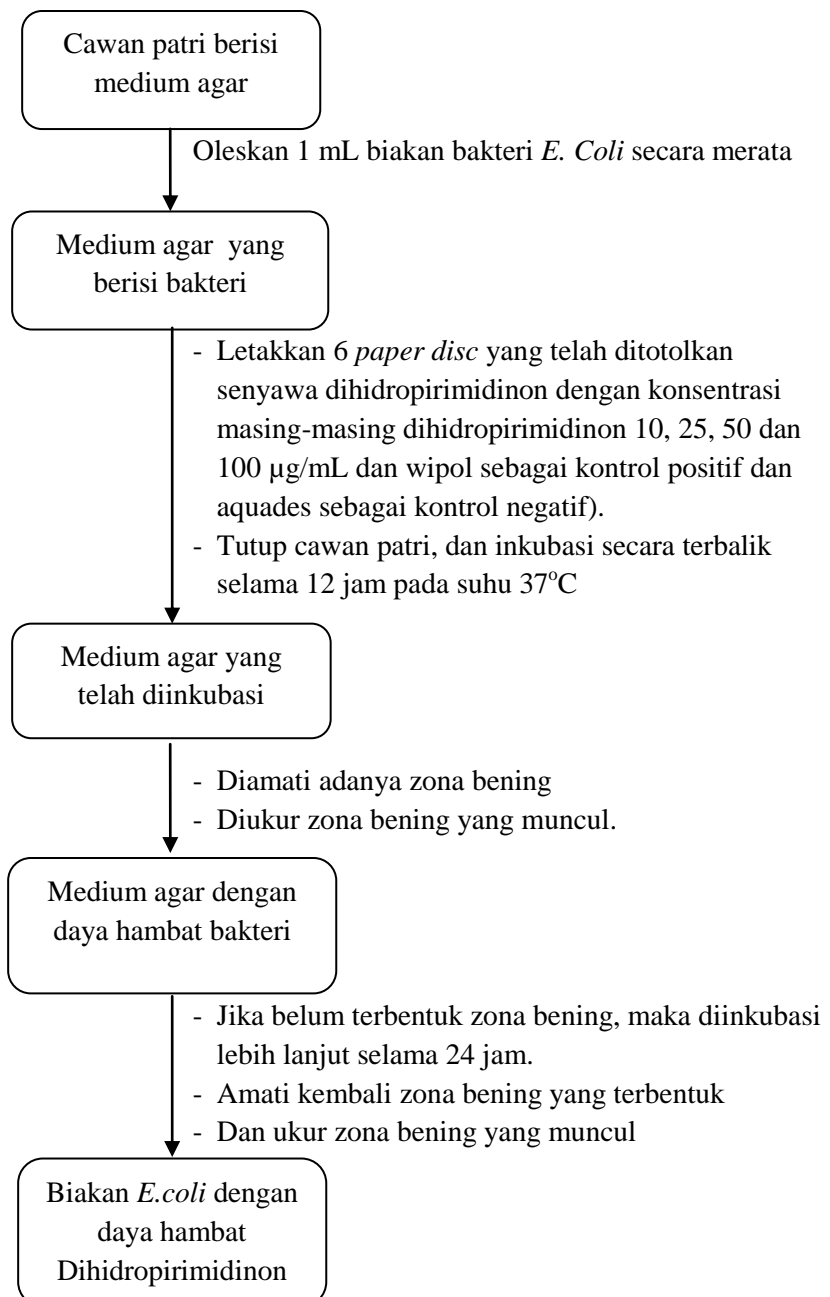 Cawan patri berisi
medium agar
Oleskan 1 mL biakan bakteri E. Coli secara merata
Medium agar yang
berisi bakteri
- Letakkan 6 paper disc yang telah ditotolkan
senyawa dihidropirimidinon dengan konsentrasi
masing-masing dihidropirimidinon 10, 25, 50 dan
100 µg/mL dan wipol sebagai kontrol positif dan
aquades sebagai kontrol negatif).
- Tutup cawan patri, dan inkubasi secara terbalik
selama 12 jam pada suhu 37°C
Medium agar yang
telah diinkubasi
- Diamati adanya zona bening
- Diukur zona bening yang muncul.
Medium agar dengan
daya hambat bakteri
- Jika belum terbentuk zona bening, maka diinkubasi
lebih lanjut selama 24 jam.
- Amati kembali zona bening yang terbentuk
- Dan ukur zona bening yang muncul
Biakan E.coli dengan
daya hambat
Dihidropirimidinon